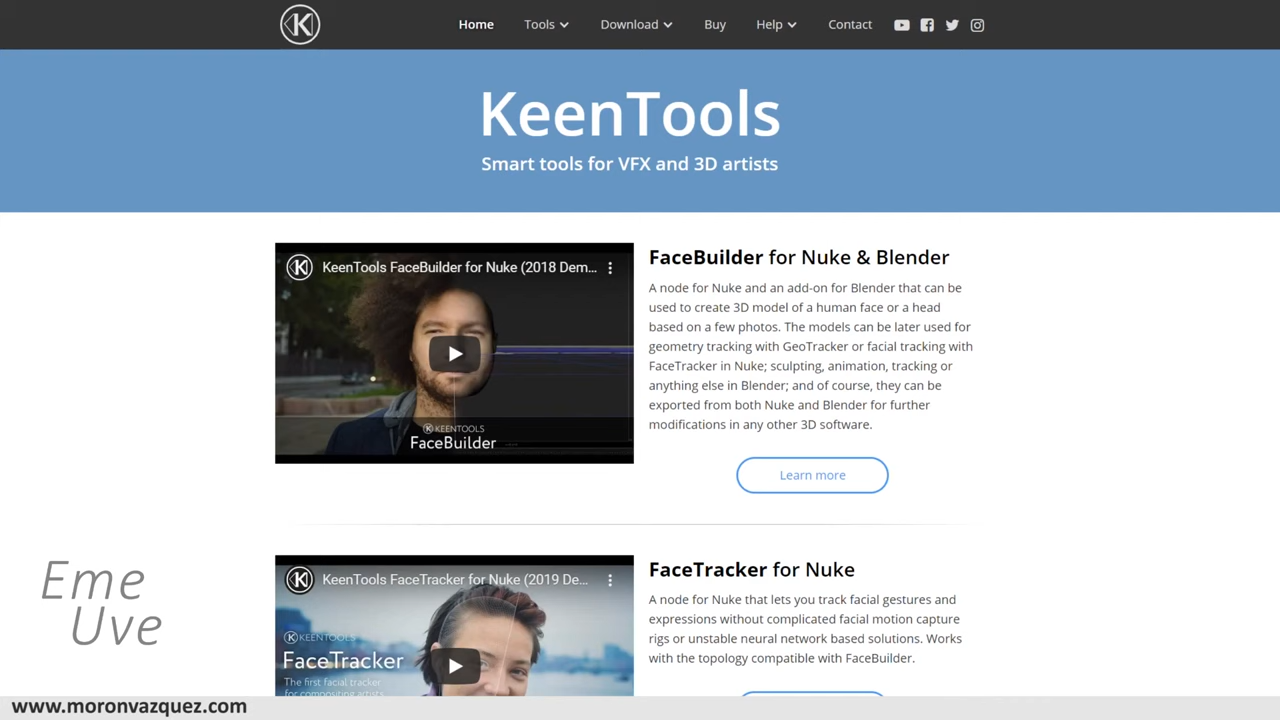 Home Tools Download Buy Help Contact
KeenTools
Smart tools for VFX and 3D artists
KeenTools FaceBuilder for Nuke (2018 Dem...
KEENTOOLS
FaceBuilder
FaceBuilder for Nuke & Blender
A node for Nuke and an add-on for Blender that can be
used to create 3D model of a human face or a head
based on a few photos. The models can be later used for
geometry tracking with GeoTracker or facial tracking with
FaceTracker in Nuke; sculpting, animation, tracking or
anything else in Blender; and of course, they can be
exported from both Nuke and Blender for further
modifications in any other 3D software.
Learn more
KeenTools FaceTracker for Nuke (2019 De...
KEENTOOLS
FaceTracker
The first facial tracker
for compositing artists
FaceTracker for Nuke
A node for Nuke that lets you track facial gestures and
expressions without complicated facial motion capture
rigs or unstable neural network based solutions. Works
with the topology compatible with FaceBuilder.
Eme
Uve
www.moronvazquez.com